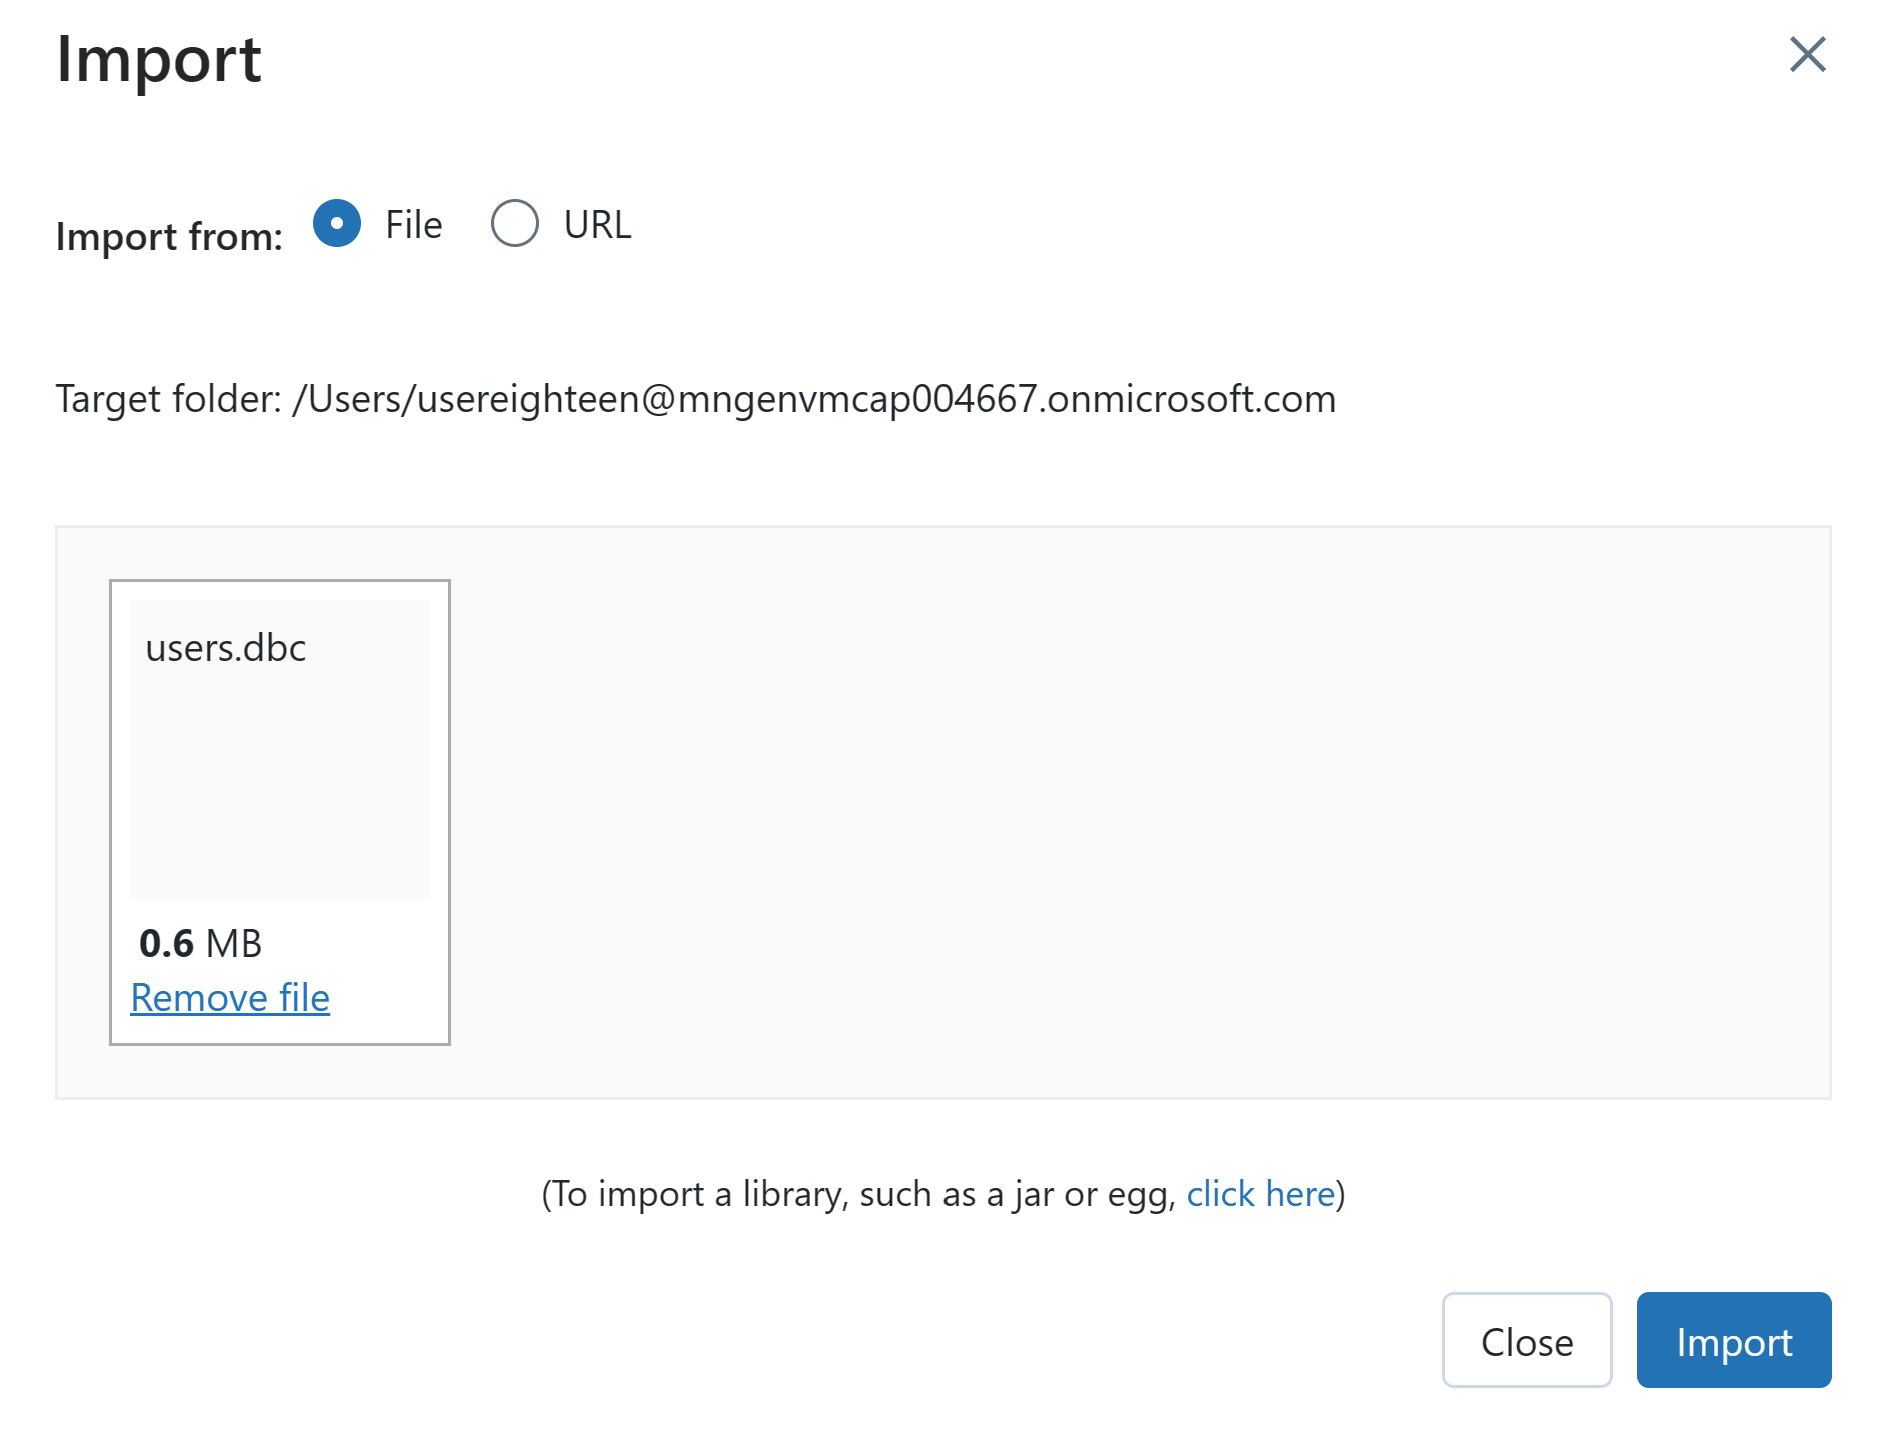 Import
Import from: File URL
Target folder: /Users/usereighteen@mngenvmcap004667.onmicrosoft.com
users.dbc
0.6 MB
Remove file
(To import a library, such as a jar or egg, click here)
Close Import